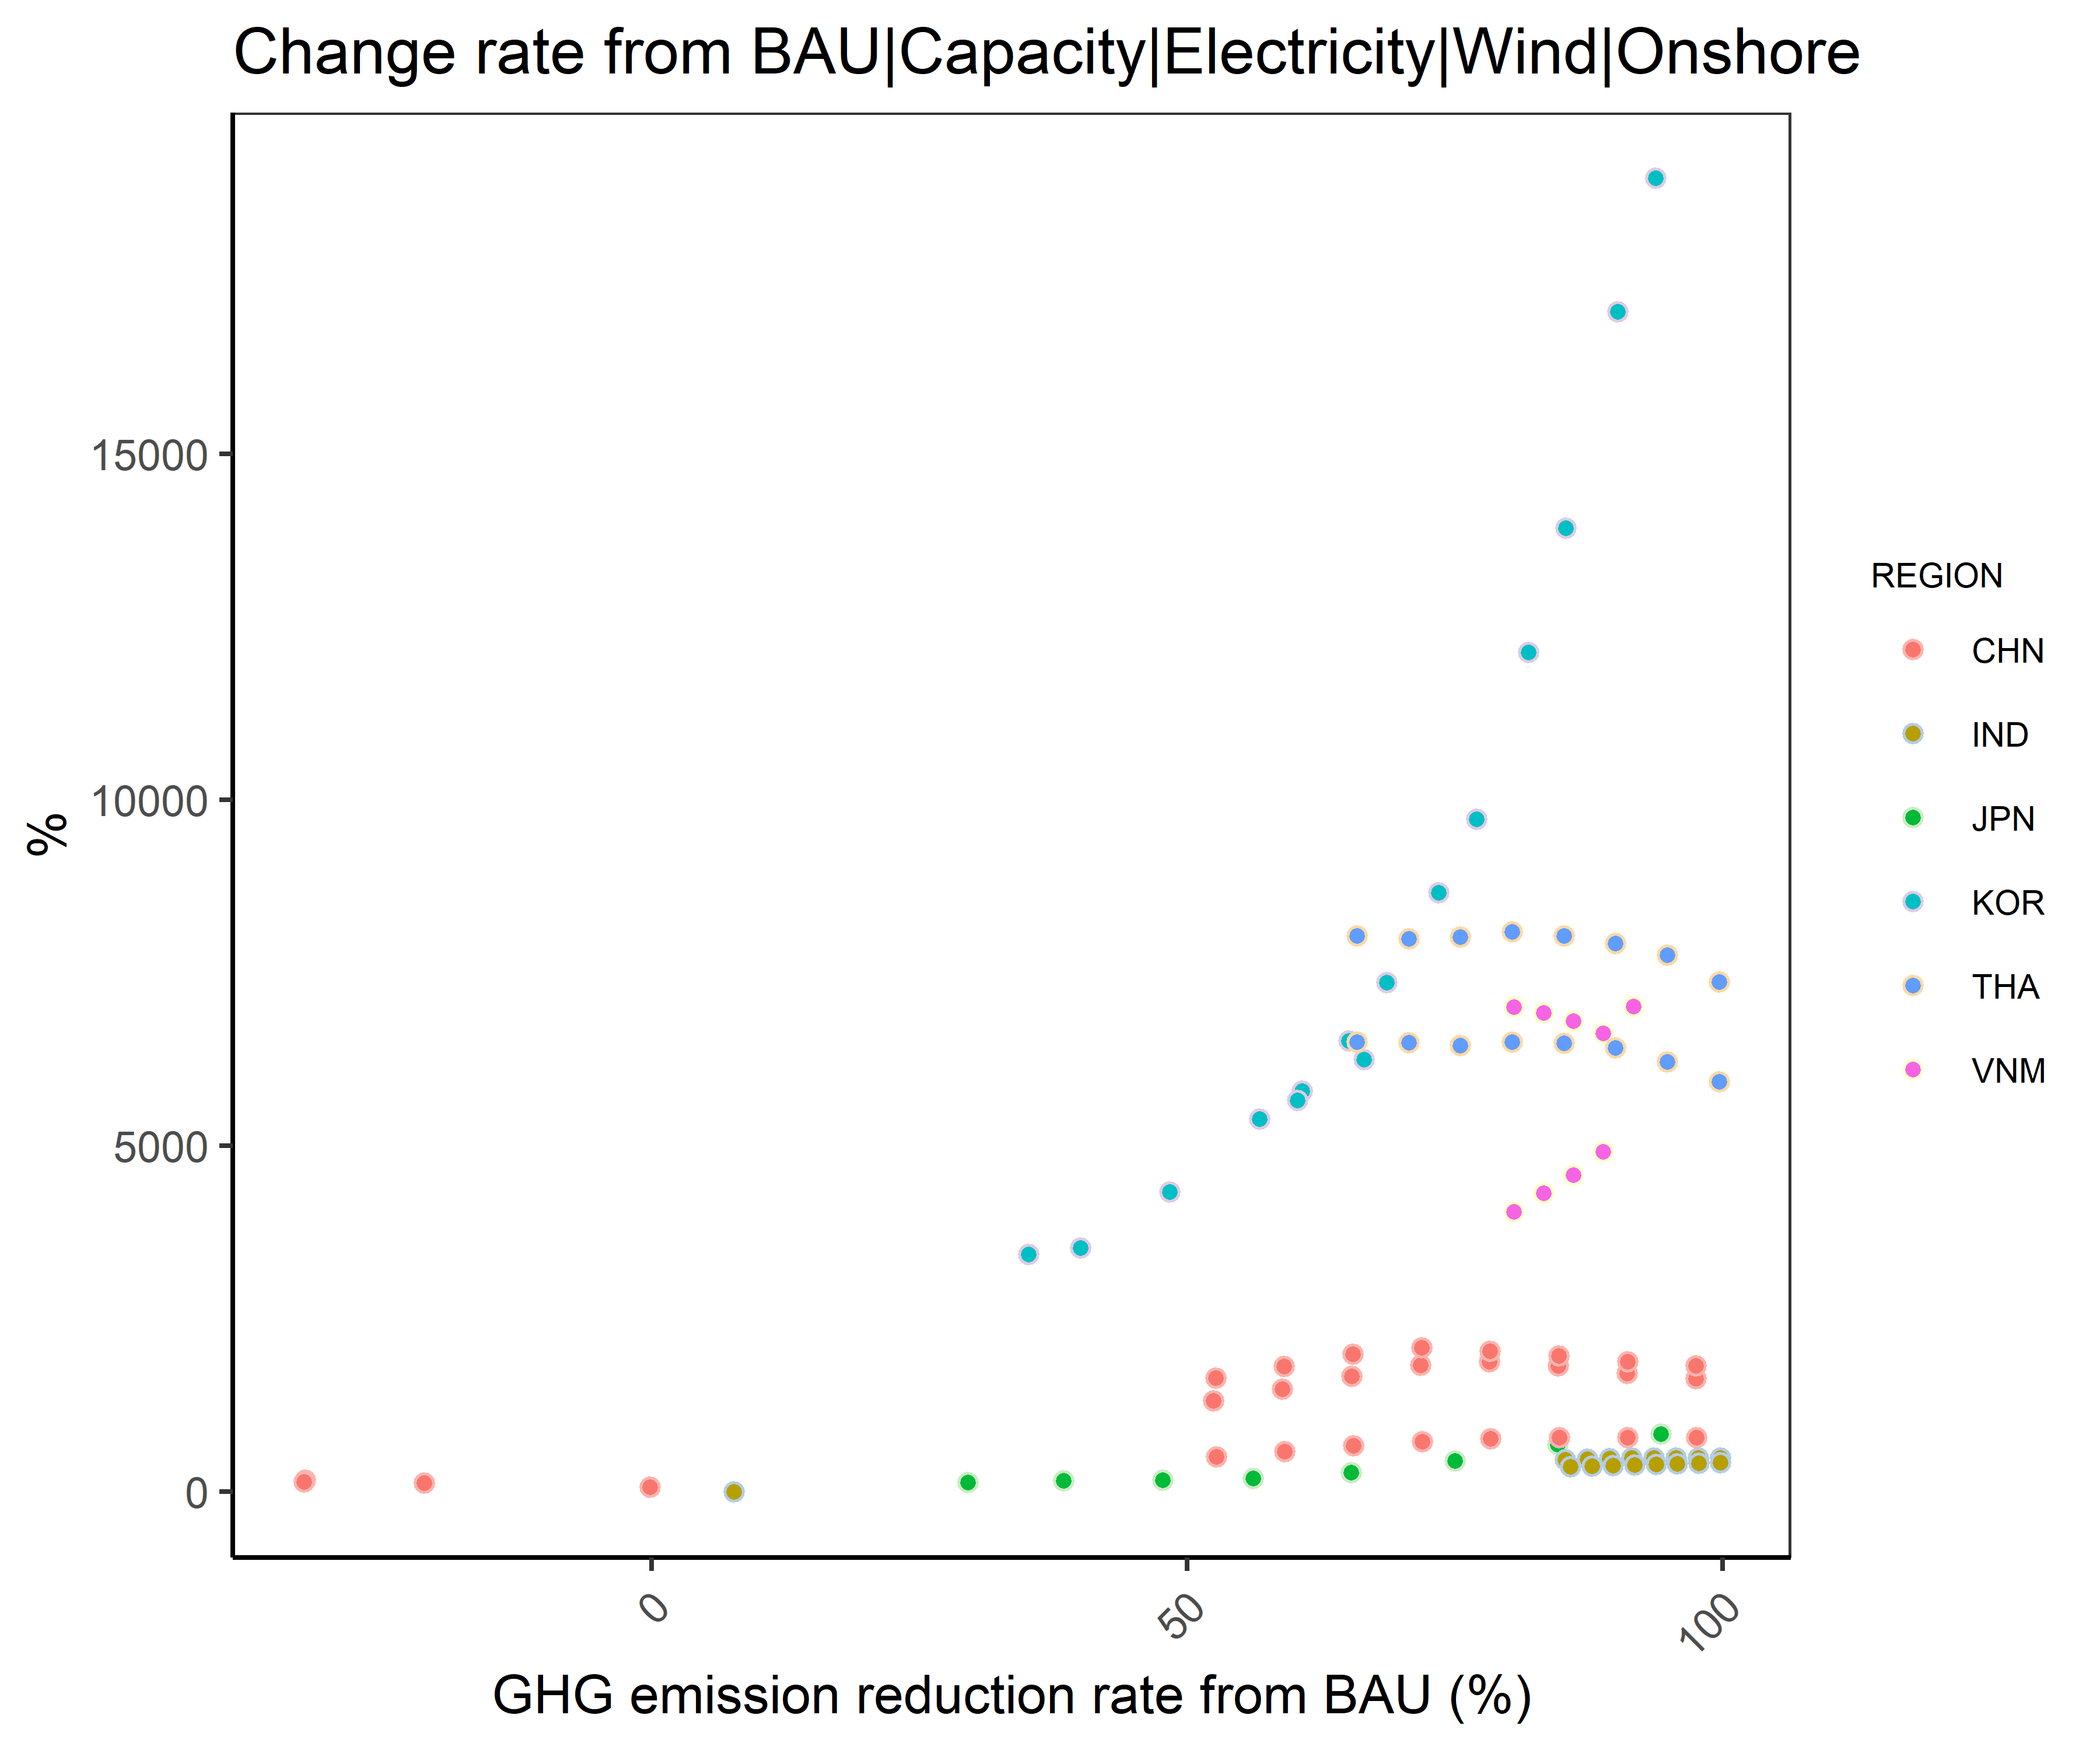 Change rate from BAU|Capacity|Electricity|Wind|Onshore
%
15000
10000
5000
0
0
50
100
GHG emission reduction rate from BAU (%)
REGION
CHN
IND
JPN
KOR
THA
VNM